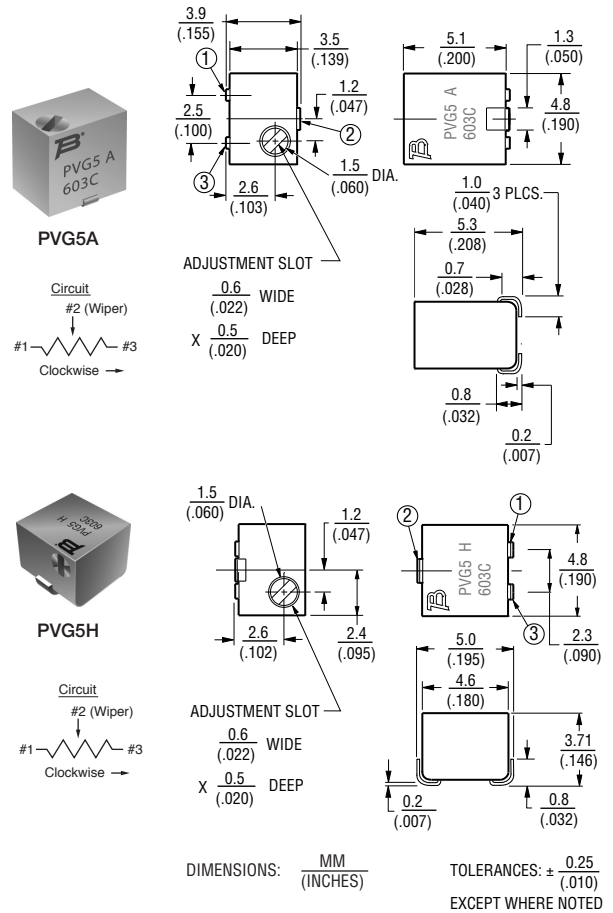 3.9
(.155)
3.5
(.139)
1
2.5
(.100)
1.2
(.047)
2
3
2.6
(.103)
1.5
(.060) DIA.
ADJUSTMENT SLOT
0.6
(.022) WIDE
X 0.5
(.020) DEEP
5.1
(.200)
1.3
(.050)
PVG5 A
603C
4.8
(.190)
1.0
(.040) 3 PLCS.
5.3
(.208)
0.7
(.028)
0.8
(.032)
0.2
(.007)
B®
PVG5 A
603C
PVG5A
Circuit
#2 (Wiper)
#1 #3
Clockwise →
PVG5 H
603C
B
PVG5H
Circuit
#2 (Wiper)
#1 #3
Clockwise →
1.5
(.060) DIA.
1.2
(.047)
2.6
(.102)
2.4
(.095)
ADJUSTMENT SLOT
0.6
(.022) WIDE
X 0.5
(.020) DEEP
2
1
PVG5 H
603C
4.8
(.190)
3
2.3
(.090)
5.0
(.195)
4.6
(.180)
3.71
(.146)
0.2
(.007)
0.8
(.032)
DIMENSIONS: MM
(INCHES)
TOLERANCES: ± 0.25
(.010)
EXCEPT WHERE NOTED